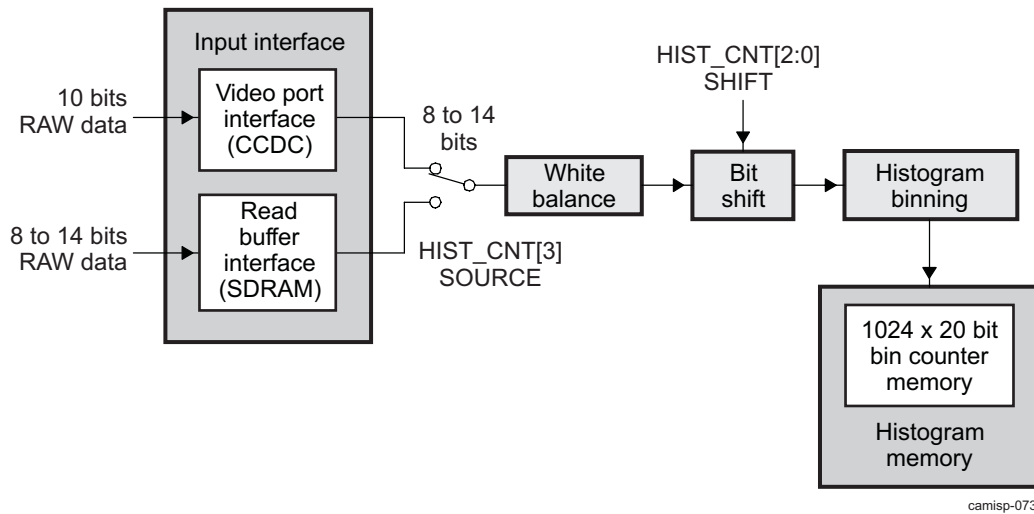 Input interface
10 bits
RAW data
Video port
interface
(CCDC)
8 to 14
bits
HIST_CNT[2:0]
SHIFT
White
balance
Bit
shift
Histogram
binning
8 to 14 bits
RAW data
Read
buffer
interface
(SDRAM)
HIST_CNT[3]
SOURCE
1024 x 20 bit
bin counter
memory
Histogram
memory
camisp-073